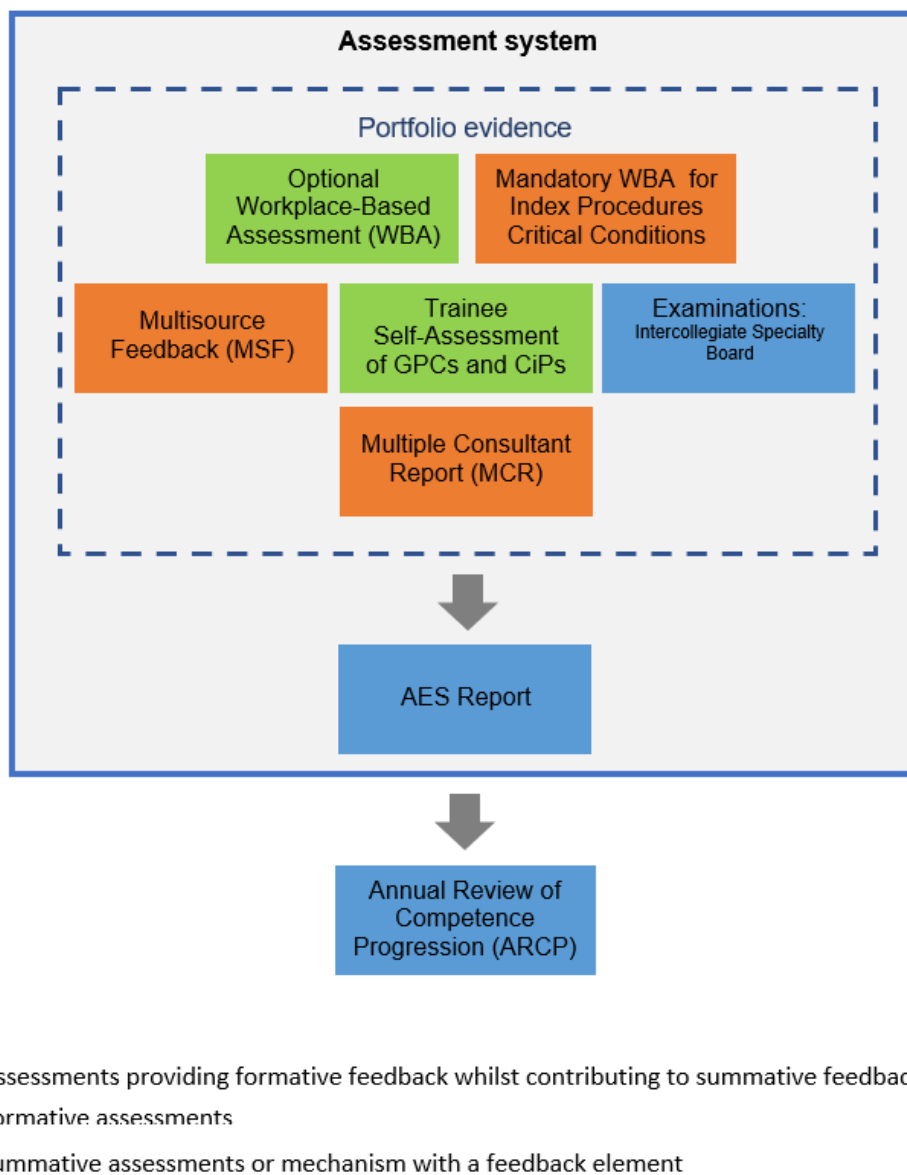 Assessment system
Portfolio evidence
Optional
Workplace-Based
Assessment (WBA)
Mandatory WBA for
Index Procedures
Critical Conditions
Multisource
Feedback (MSF)
Trainee
Self-Assessment
of GPCs and CiPs
Examinations:
Intercollegiate Specialty
Board
Multiple Consultant
Report (MCR)
AES Report
Annual Review of
Competence
Progression (ARCP)
ssessments providing formative feedback whilst contributing to summative feedbac
ormative assessments
ummative assessments or mechanism with a feedback element